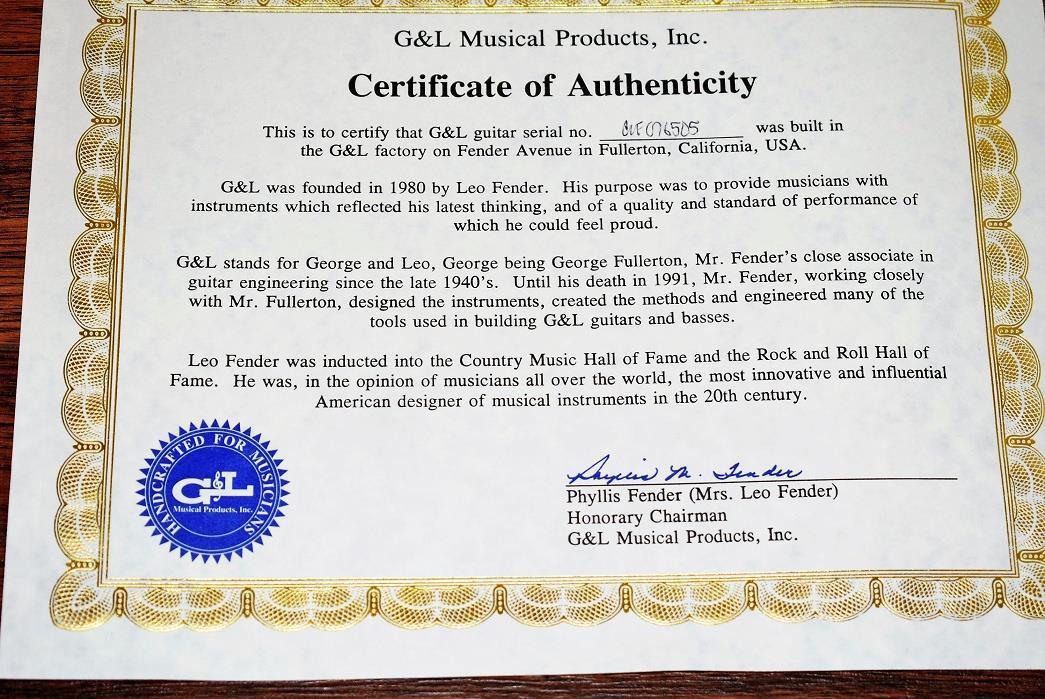 G&L Musical Products, Inc.
Certificate of Authenticity
This is to certify that G&L guitar serial no. CLF076505 was built in
the G&L factory on Fender Avenue in Fullerton, California, USA.
G&L was founded in 1980 by Leo Fender. His purpose was to provide musicians with
instruments which reflected his latest thinking, and of a quality and standard of performance of
which he could feel proud.
G&L stands for George and Leo, George being George Fullerton, Mr. Fender's close associate in
guitar engineering since the late 1940's. Until his death in 1991, Mr. Fender, working closely
with Mr. Fullerton, designed the instruments, created the methods and engineered many of the
tools used in building G&L guitars and basses.
Leo Fender was inducted into the Country Music Hall of Fame and the Rock and Roll Hall of
Fame. He was, in the opinion of musicians all over the world, the most innovative and influential
American designer of musical instruments in the 20th century.
HANDCRAFTED FOR MUSICIANS
G&L
Musical Products, Inc.
Phyllis M. Fender
Phyllis Fender (Mrs. Leo Fender)
Honorary Chairman
G&L Musical Products, Inc.